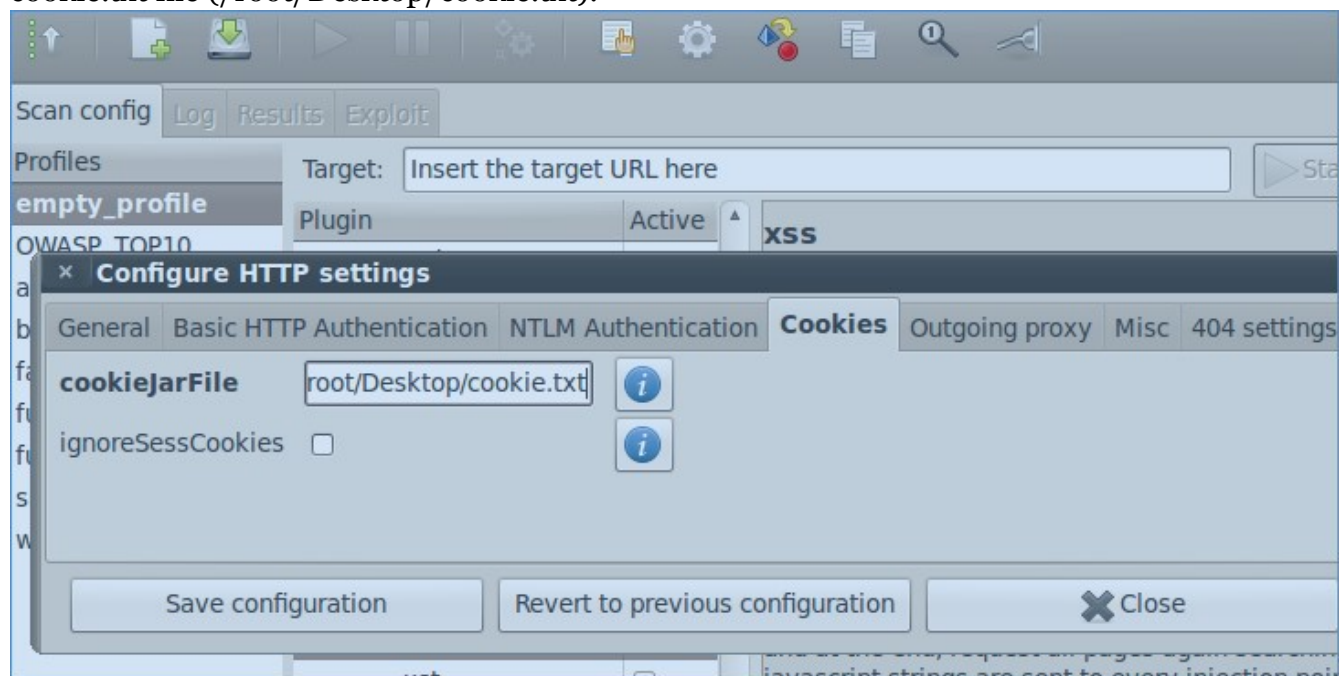 Scan config Log Results Exploit
Profiles
Target: Insert the target URL here
empty_profile
Plugin Active
xss
OWASP_TOP10
Configure HTTP settings
General Basic HTTP Authentication NTLM Authentication Cookies Outgoing proxy Misc 404 settings
cookieJarFile root/Desktop/cookie.txt
ignoreSessCookies
Save configuration Revert to previous configuration Close